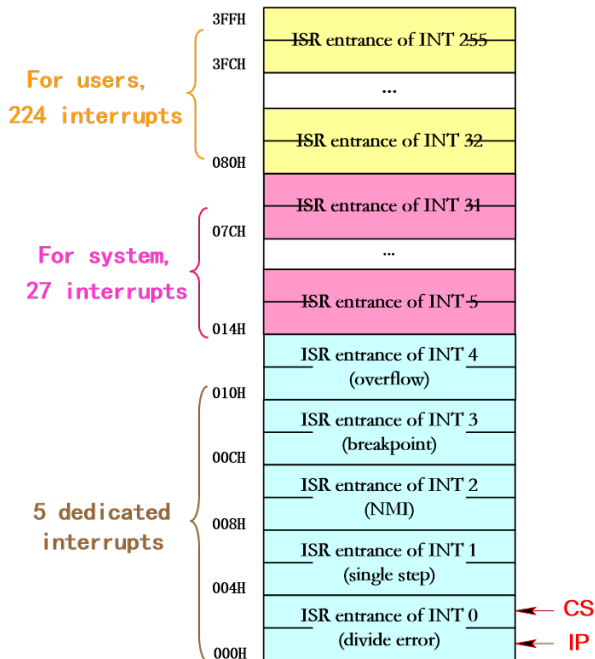 3FFH
ISR entrance of INT 255
3FCH
For users,
224 interrupts
...
ISR entrance of INT 32
080H
ISR entrance of INT 31
07CH
For system,
27 interrupts
...
ISR entrance of INT 5
014H
ISR entrance of INT 4
(overflow)
010H
ISR entrance of INT 3
(breakpoint)
00CH
5 dedicated
interrupts
ISR entrance of INT 2
(NMI)
008H
ISR entrance of INT 1
(single step)
004H
ISR entrance of INT 0
(divide error)
000H
CS
IP